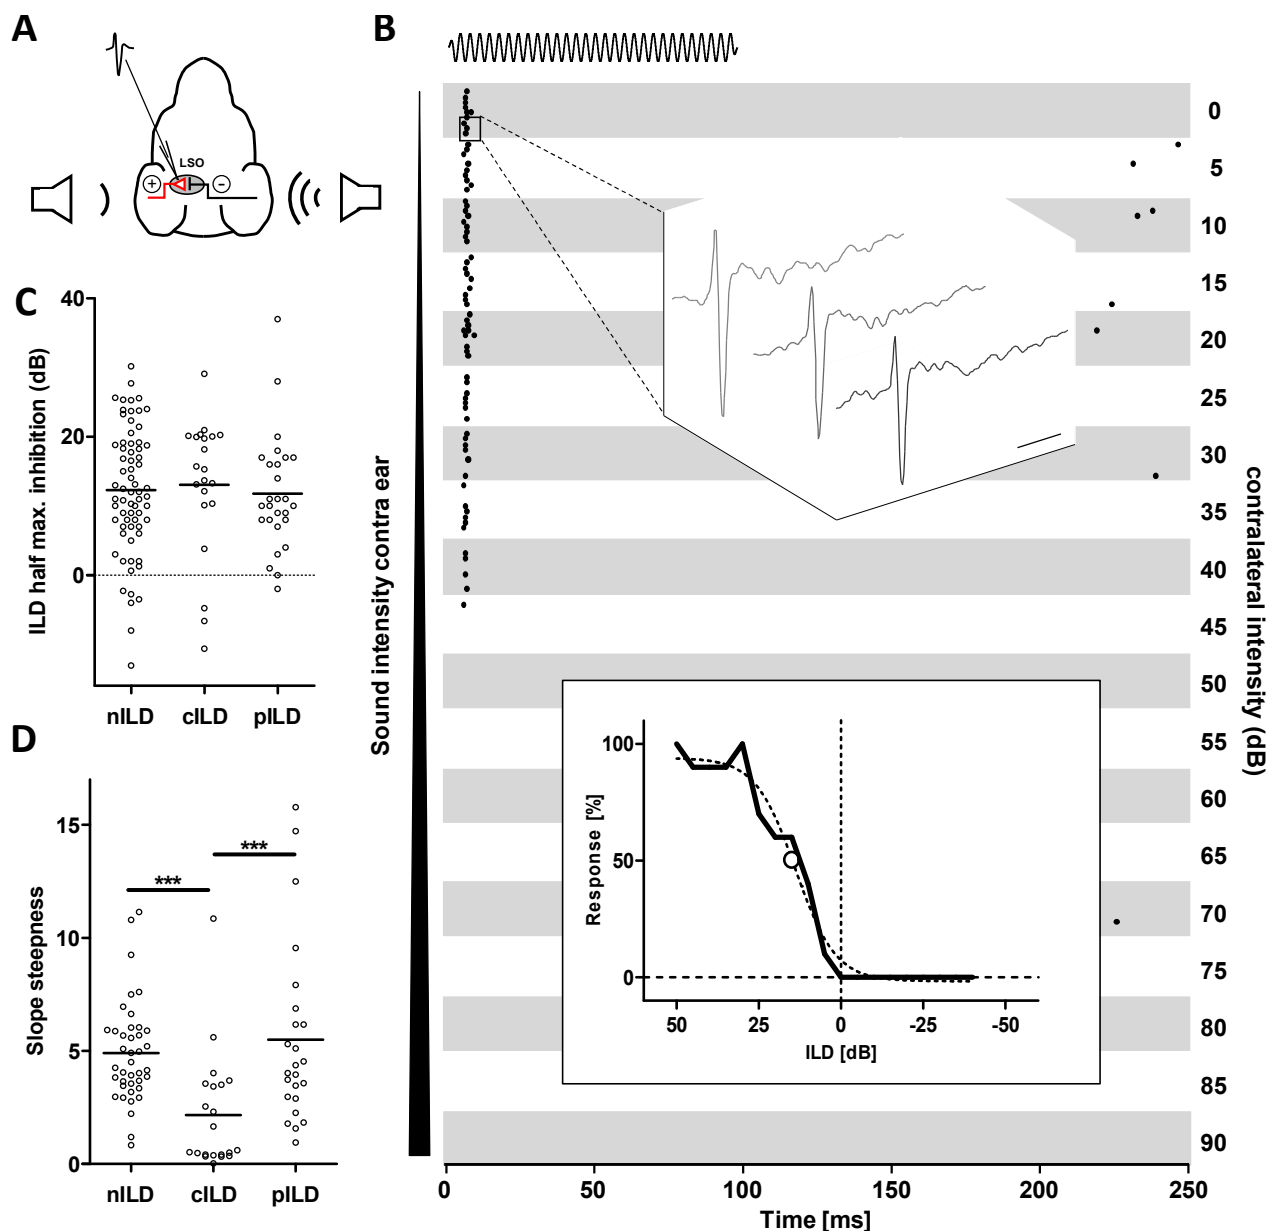 A
LSO
+
−
B
0
5
10
15
20
25
30
35
40
45
50
55
60
65
70
75
80
85
90
Sound intensity contra ear
contralateral intensity (dB)
0
50
100
150
200
250
Time [ms]
100
50
0
Response [%]
50
25
0
-25
-50
ILD [dB]
C
ILD half max. inhibition (dB)
40
20
0
nILD
cILD
pILD
D
Slope steepness
15
10
5
0
***
***
nILD
cILD
pILD